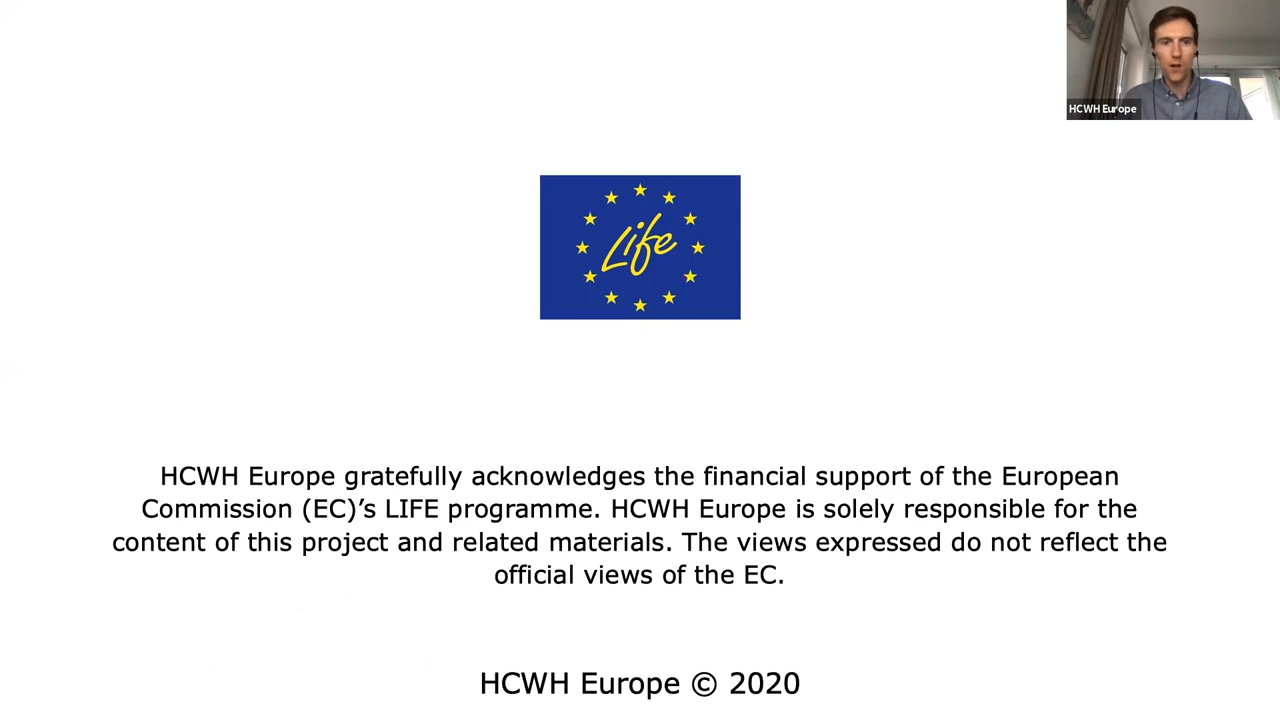 HCWH Europe
Life
HCWH Europe gratefully acknowledges the financial support of the European
Commission (EC)’s LIFE programme. HCWH Europe is solely responsible for the
content of this project and related materials. The views expressed do not reflect the
official views of the EC.
HCWH Europe © 2020